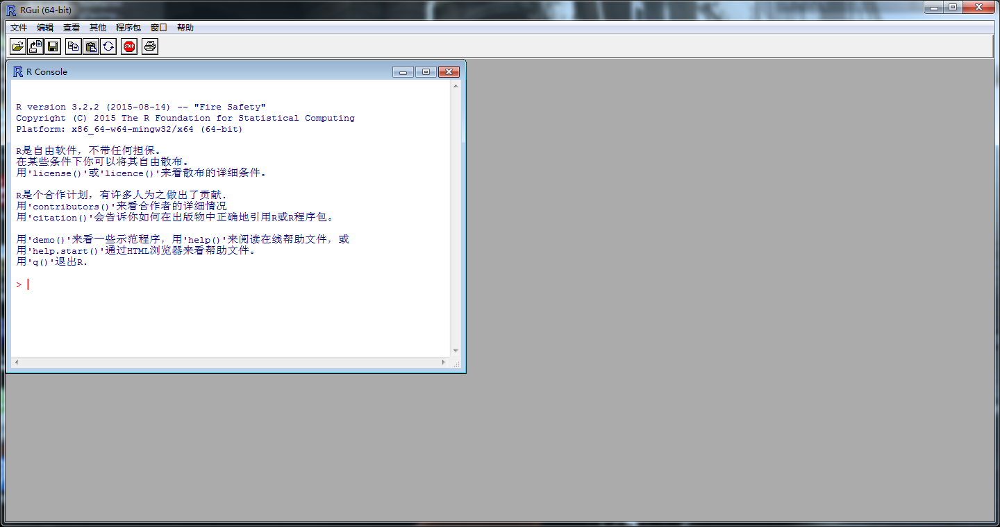 RGui (64-bit)
文件 编辑 查看 其他 程序包 窗口 帮助
STOP
R Console
R version 3.2.2 (2015-08-14) -- "Fire Safety"
Copyright (C) 2015 The R Foundation for Statistical Computing
Platform: x86_64-w64-mingw32/x64 (64-bit)
R是自由软件，不带任何担保。
在某些条件下你可以将其自由散布。
用'license()'或'licence()'来看散布的详细条件。
R是个合作计划，有许多人为之做出了贡献.
用'contributors()'来看合作者的详细情况
用'citation()'会告诉你如何在出版物中正确地引用R或R程序包。
用'demo()'来看一些示范程序，用'help()'来阅读在线帮助文件，或
用'help.start()'通过HTML浏览器来看帮助文件。
用'q()'退出R.
>